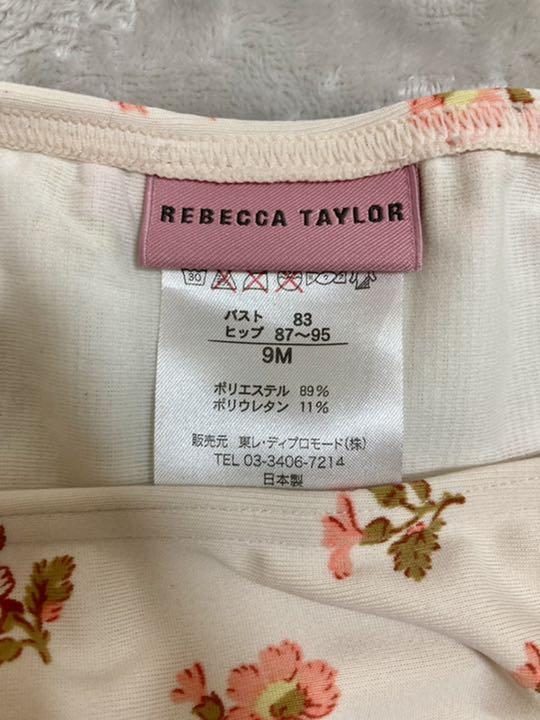 REBECCA TAYLOR
30
バスト 83
ヒップ 87〜95
9M
ポリエステル 89%
ポリウレタン 11%
販売元 東レ・ディプロモード(株)
TEL 03-3406-7214
日本製